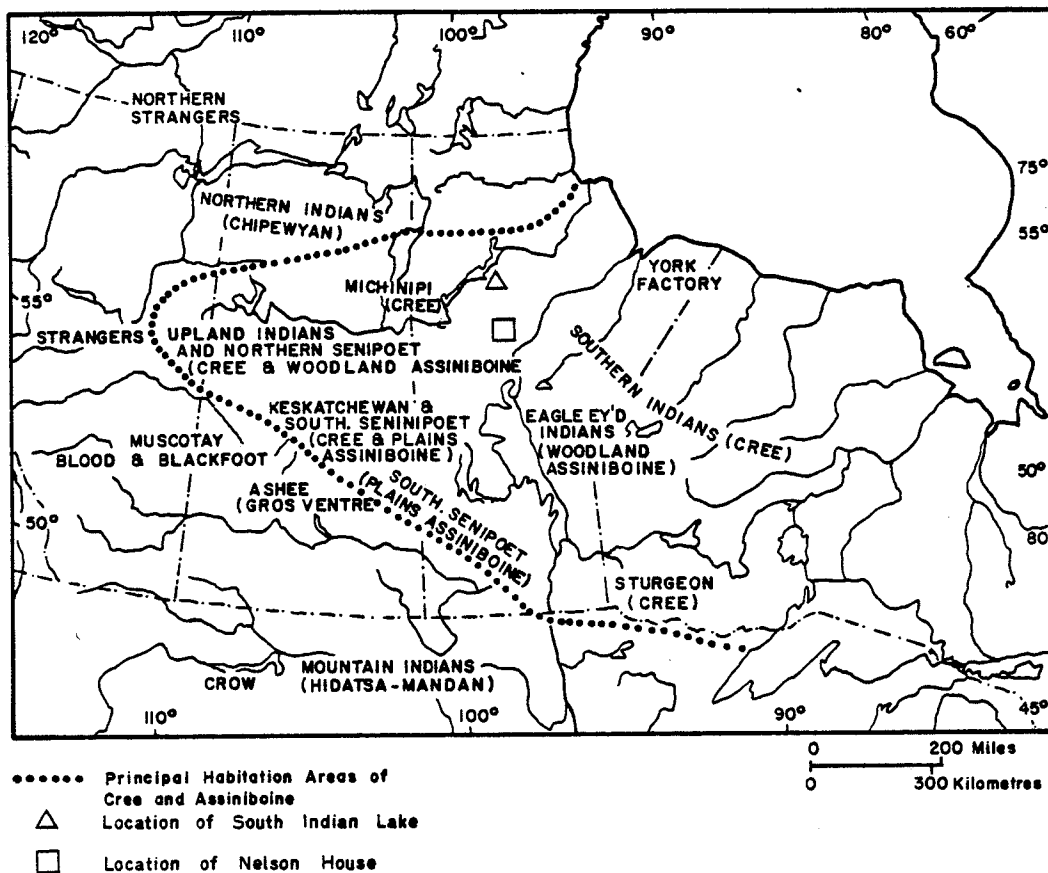 120°
110°
100°
90°
80°
60°
NORTHERN
STRANGERS
75°
NORTHERN INDIANS
(CHIPEWYAN)
55°
YORK
FACTORY
MICHINIPI
(CREE)
55°
STRANGERS
UPLAND INDIANS
AND NORTHERN SENIPOET
(CREE & WOODLAND ASSINIBOINE
SOUTHERN INDIANS (CREE)
KESKATCHEWAN &
SOUTH. SENINIPOET
(CREE & PLAINS
ASSINIBOINE)
EAGLE EY'D
INDIANS
(WOODLAND
ASSINIBOINE)
MUSCOTAY
BLOOD & BLACKFOOT
50°
ASHEE
(GROS VENTRE
SOUTH. SENIPOET
(PLAINS ASSINIBOINE)
50°
80
STURGEON
(CREE)
MOUNTAIN INDIANS
(HIDATSA-MANDAN)
CROW
45°
110°
100°
90°
0 200 Miles
0 300 Kilometres
Principal Habitation Areas of
Cree and Assiniboine
Location of South Indian Lake
Location of Nelson House